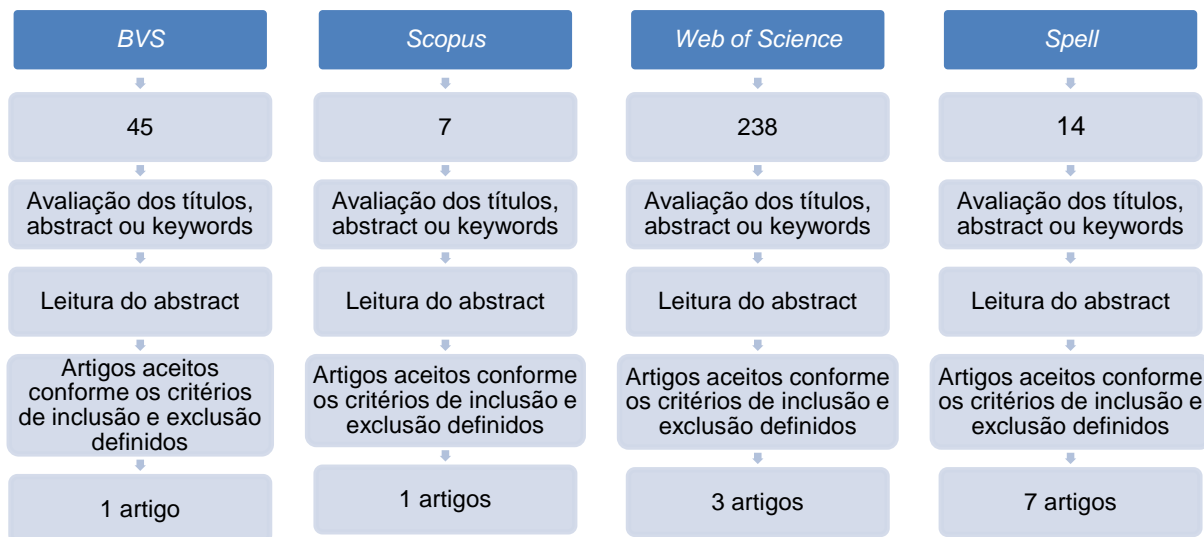 BVS
45
Avaliação dos títulos,
abstract ou keywords
Leitura do abstract
Artigos aceitos
conforme os critérios
de inclusão e exclusão
definidos
1 artigo
Scopus
7
Avaliação dos títulos,
abstract ou keywords
Leitura do abstract
Artigos aceitos conforme
os critérios de inclusão e
exclusão definidos
1 artigos
Web of Science
238
Avaliação dos títulos,
abstract ou keywords
Leitura do abstract
Artigos aceitos conforme
os critérios de inclusão e
exclusão definidos
3 artigos
Spell
14
Avaliação dos títulos,
abstract ou keywords
Leitura do abstract
Artigos aceitos conforme
os critérios de inclusão e
exclusão definidos
7 artigos